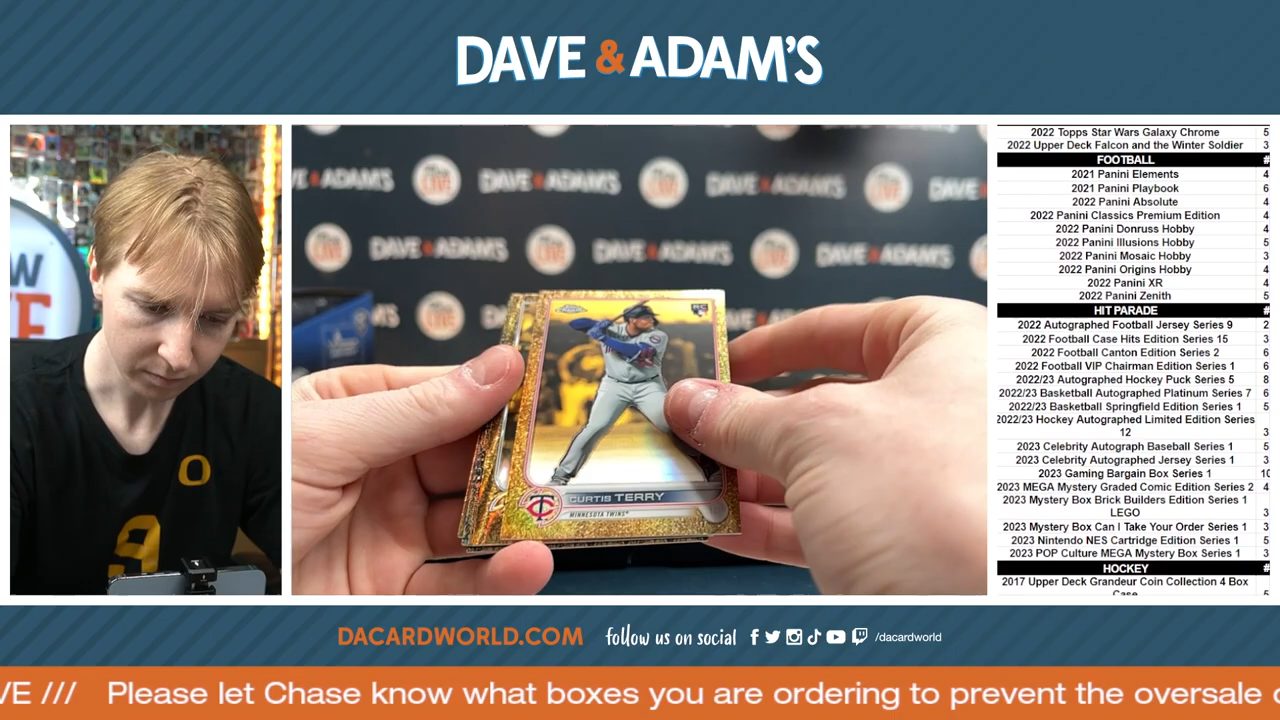 DAVE & ADAM'S
2022 Topps Star Wars Galaxy Chrome 5
2022 Upper Deck Falcon and the Winter Soldier 3
FOOTBALL #
2021 Panini Elements 4
2021 Panini Playbook 6
2022 Panini Absolute 4
2022 Panini Classics Premium Edition 4
2022 Panini Donruss Hobby 4
2022 Panini Illusions Hobby 5
2022 Panini Mosaic Hobby 3
2022 Panini Origins Hobby 4
2022 Panini XR 4
2022 Panini Zenith 5
HIT PARADE #
2022 Autographed Football Jersey Series 9 2
2022 Football Case Hits Edition Series 15 3
2022 Football Canton Edition Series 2 6
2022 Football VIP Chairman Edition Series 1 6
2022/23 Autographed Hockey Puck Series 5 8
2022/23 Basketball Autographed Platinum Series 7 6
2022/23 Basketball Springfield Edition Series 1 5
2022/23 Hockey Autographed Limited Edition Series
12 3
2023 Celebrity Autograph Baseball Series 1 5
2023 Celebrity Autographed Jersey Series 1 3
2023 Gaming Bargain Box Series 1 10
2023 MEGA Mystery Graded Comic Edition Series 2 4
2023 Mystery Box Brick Builders Edition Series 1
LEGO 3
2023 Mystery Box Can I Take Your Order Series 1 3
2023 Nintendo NES Cartridge Edition Series 1 5
2023 POP Culture MEGA Mystery Box Series 1 3
HOCKEY #
2017 Upper Deck Grandeur Coin Collection 4 Box
Case 5
DAVE & ADAM'S
LIVE
DAVE & ADAM'S
DAVE & ADAM'S
O
9
RC
CURTIS TERRY
MINNESOTA TWINS
DACARDWORLD.COM follow us on social /dacardworld
VE /// Please let Chase know what boxes you are ordering to prevent the oversale